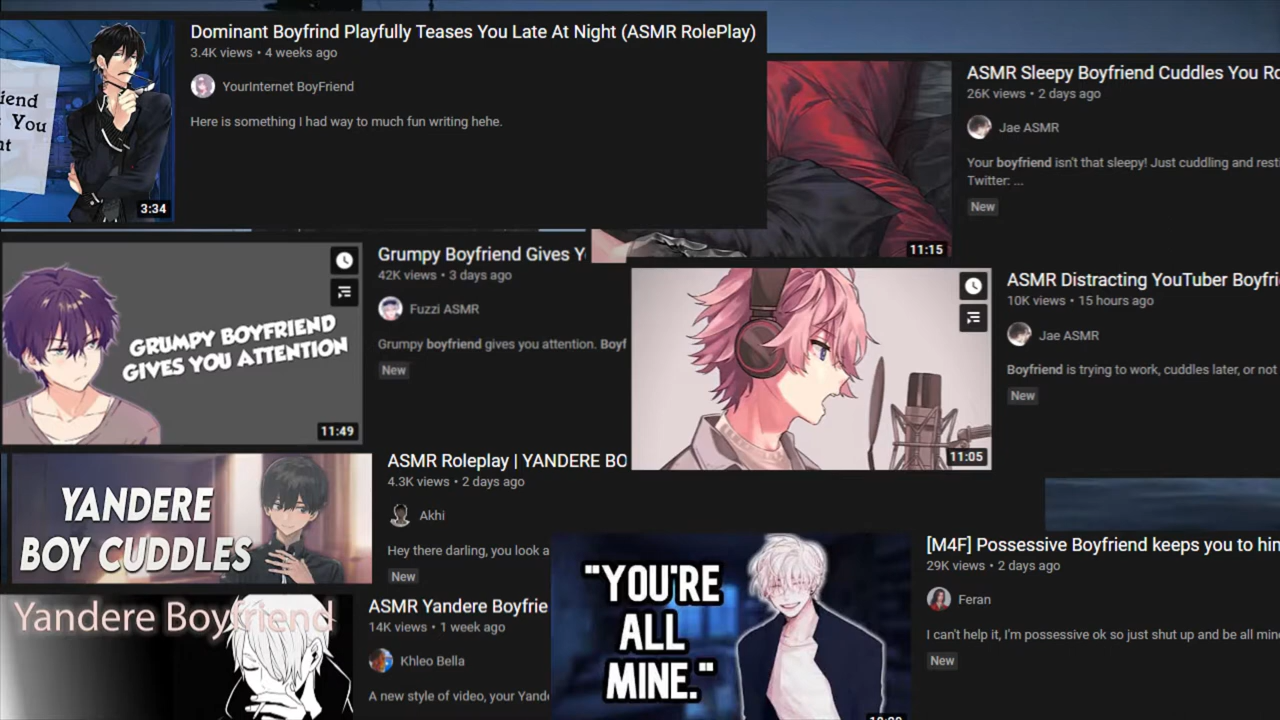 Dominant Boyfrind Playfully Teases You Late At Night (ASMR RolePlay)
3.4K views • 4 weeks ago
YourInternet BoyFriend
Here is something I had way to much fun writing hehe.
iend
You
nt
3:34
ASMR Sleepy Boyfriend Cuddles You
26K views • 2 days ago
Jae ASMR
Your boyfriend isn't that sleepy! Just cuddling and
Twitter: ...
New
11:15
Grumpy Boyfriend Gives
42K views • 3 days ago
Fuzzi ASMR
Grumpy boyfriend gives you attention.
New
GRUMPY BOYFRIEND
GIVES YOU ATTENTION
11:49
ASMR Distracting YouTuber
10K views • 15 hours ago
Jae ASMR
Boyfriend is trying to work, cuddles later, or not
New
11:05
ASMR Roleplay | YANDERE BO
4.3K views • 2 days ago
Akhi
Hey there darling, you look a
New
YANDERE
BOY CUDDLES
[M4F] Possessive Boyfriend keeps you to
29K views • 2 days ago
Feran
I can't help it, I'm possessive ok so just shut up and be all
New
"YOU'RE
ALL
MINE."
Yandere Boyfriend
ASMR Yandere Boyfrie
14K views • 1 week ago
Khleo Bella
A new style of video, your